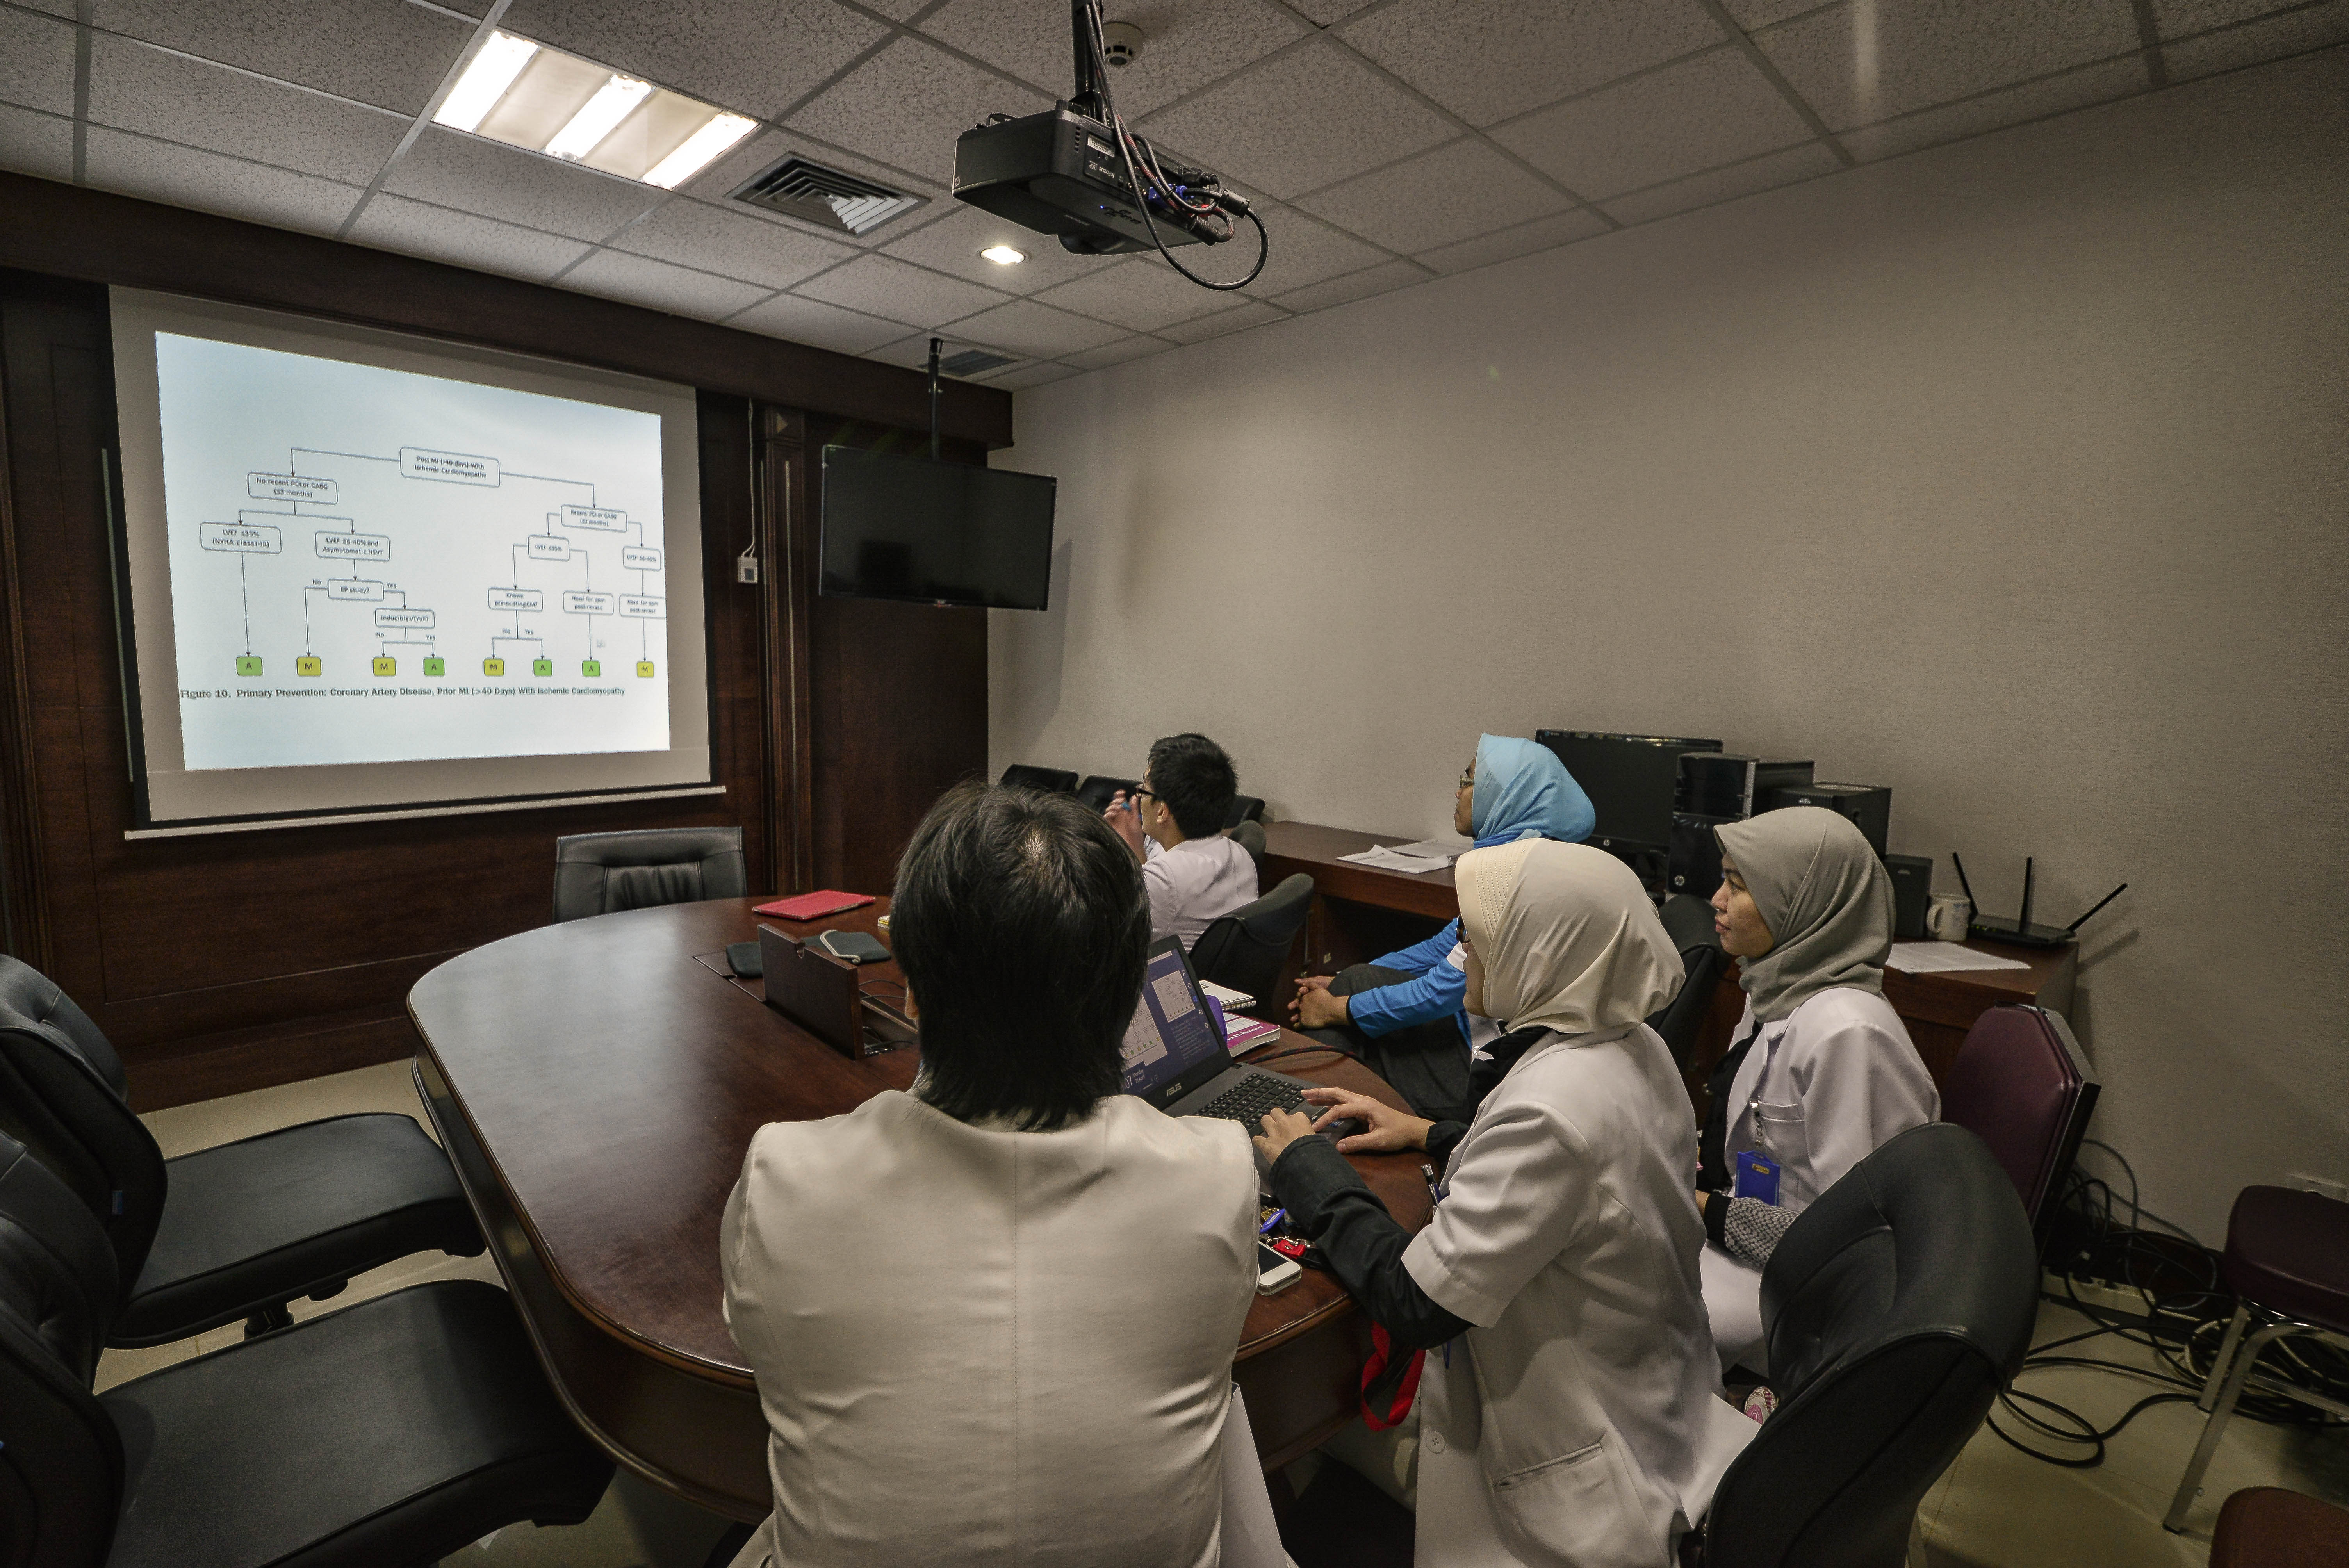 Post MI (>40 days) With
Ischemic Cardiomyopathy
No recent PCI or CABG
(≤3 months)
Recent PCI or CABG
(≤3 months)
LVEF ≤35%
(NYHA class I-III)
LVEF 36-40% and
Asymptomatic NSVT
LVEF ≤35%
LVEF 36-40%
No
EP study?
Yes
Known
pre-existing CM?
Need for ppm
post-revasc
Need for ppm
post-revasc
Inducible VT/VF?
No
Yes
No
Yes
A
M
M
A
M
A
A
M
Figure 10. Primary Prevention: Coronary Artery Disease, Prior MI (>40 Days) With Ischemic Cardiomyopathy
ASUS